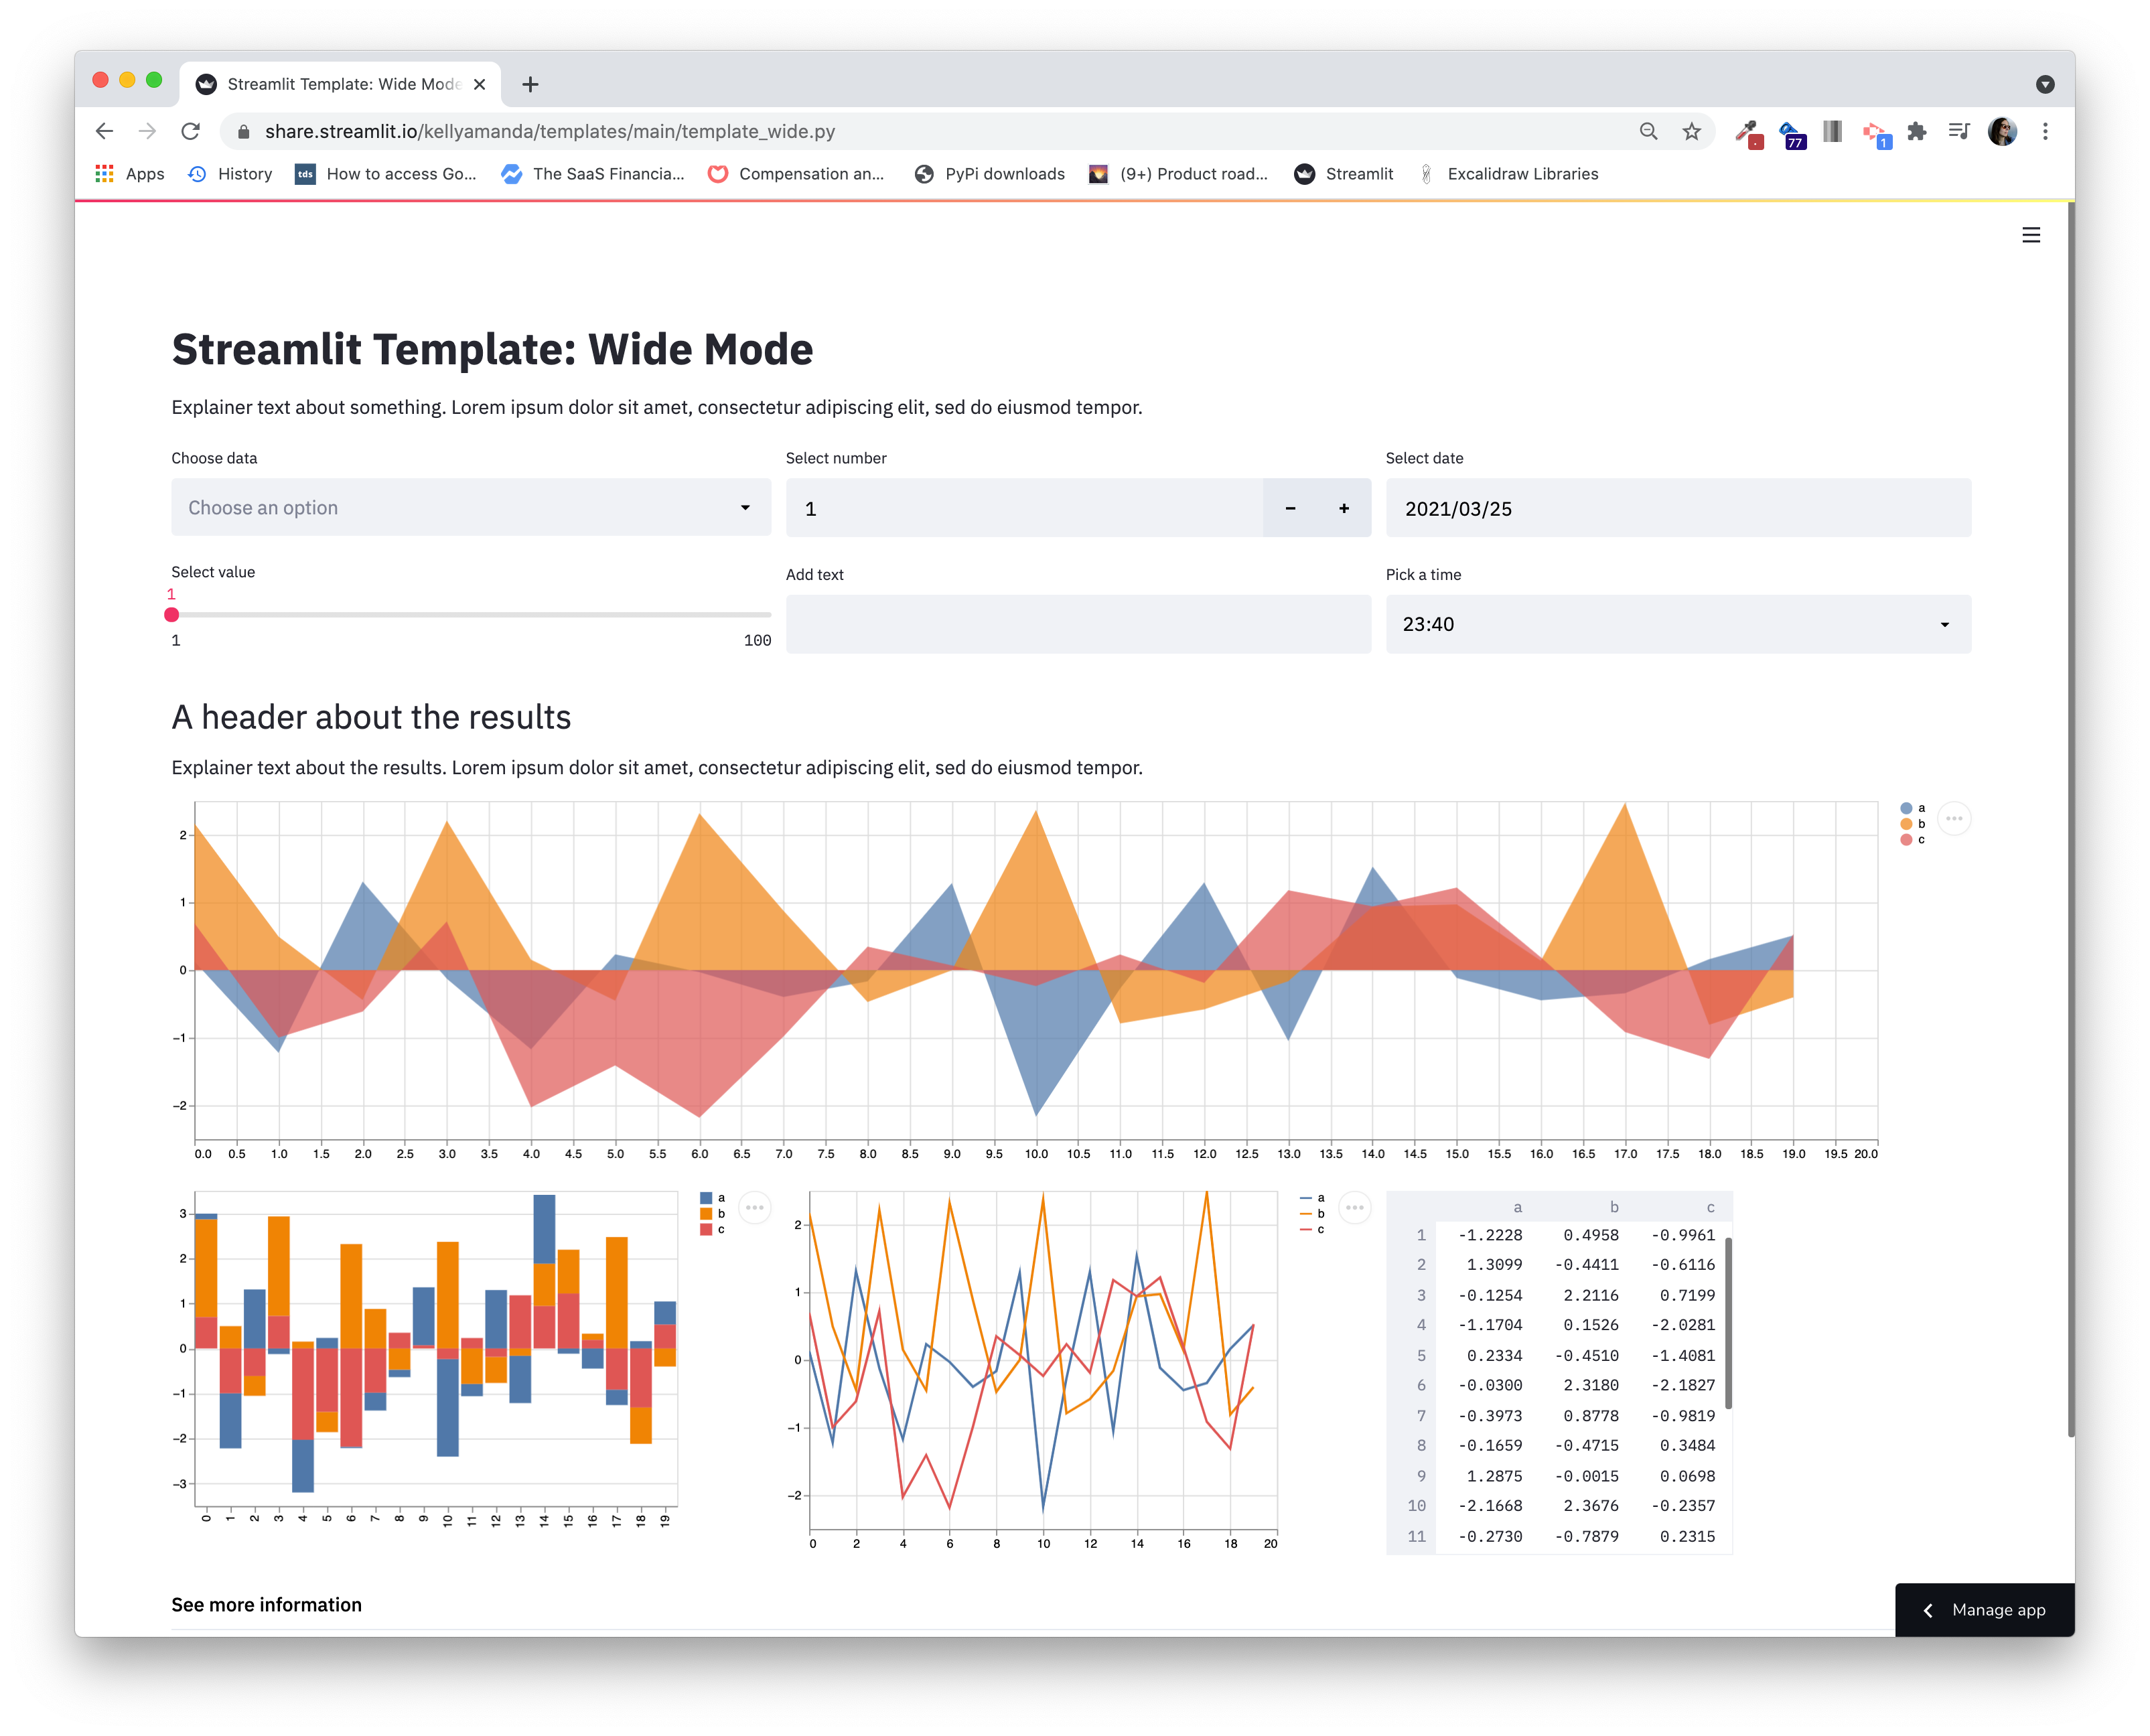 Streamlit Template: Wide Mode
share.streamlit.io/kellyamanda/templates/main/template_wide.py
77
1
Apps
History
tds
How to access Go...
The SaaS Financia...
Compensation an...
PyPi downloads
(9+) Product road...
Streamlit
Excalidraw Libraries
Streamlit Template: Wide Mode
Explainer text about something. Lorem ipsum dolor sit amet, consectetur adipiscing elit, sed do eiusmod tempor.
Choose data Select number Select date
Choose an option 1 - + 2021/03/25
Select value Add text Pick a time
1
23:40
1 100
A header about the results
Explainer text about the results. Lorem ipsum dolor sit amet, consectetur adipiscing elit, sed do eiusmod tempor.
a
b
c
2
1
0
−1
−2
0.0 0.5 1.0 1.5 2.0 2.5 3.0 3.5 4.0 4.5 5.0 5.5 6.0 6.5 7.0 7.5 8.0 8.5 9.0 9.5 10.0 10.5 11.0 11.5 12.0 12.5 13.0 13.5 14.0 14.5 15.0 15.5 16.0 16.5 17.0 17.5 18.0 18.5 19.0 19.5 20.0
a
b
c
3
2
1
0
−1
−2
−3
0 1 2 3 4 5 6 7 8 9 10 11 12 13 14 15 16 17 18 19
a
b
c
2
1
0
−1
−2
0 2 4 6 8 10 12 14 16 18 20
a b c
1 -1.2228 0.4958 -0.9961
2 1.3099 -0.4411 -0.6116
3 -0.1254 2.2116 0.7199
4 -1.1704 0.1526 -2.0281
5 0.2334 -0.4510 -1.4081
6 -0.0300 2.3180 -2.1827
7 -0.3973 0.8778 -0.9819
8 -0.1659 -0.4715 0.3484
9 1.2875 -0.0015 0.0698
10 -2.1668 2.3676 -0.2357
11 -0.2730 -0.7879 0.2315
See more information
Manage app